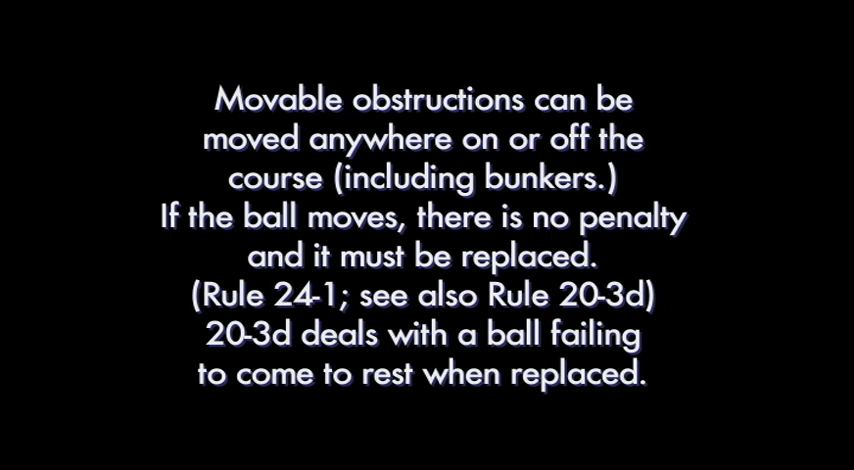 Movable obstructions can be
moved anywhere on or off the
course (including bunkers.)
If the ball moves, there is no penalty
and it must be replaced.
(Rule 24-1; see also Rule 20-3d)
20-3d deals with a ball failing
to come to rest when replaced.